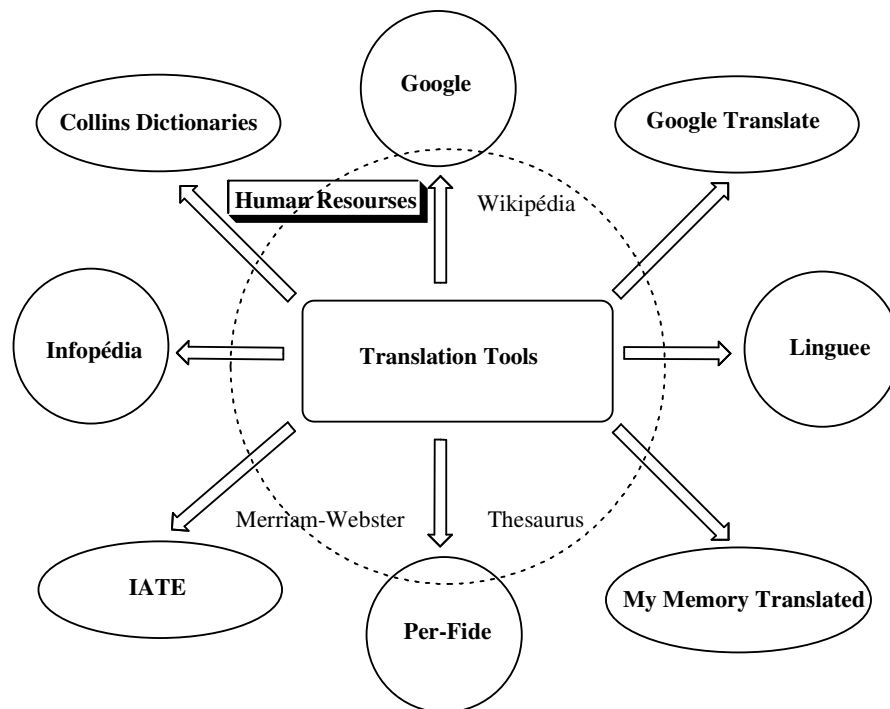 Google
Collins Dictionaries
Google Translate
Human Resourses
Wikipédia
Infopédia
Translation Tools
Linguee
Merriam-Webster
Thesaurus
IATE
My Memory Translated
Per-Fide